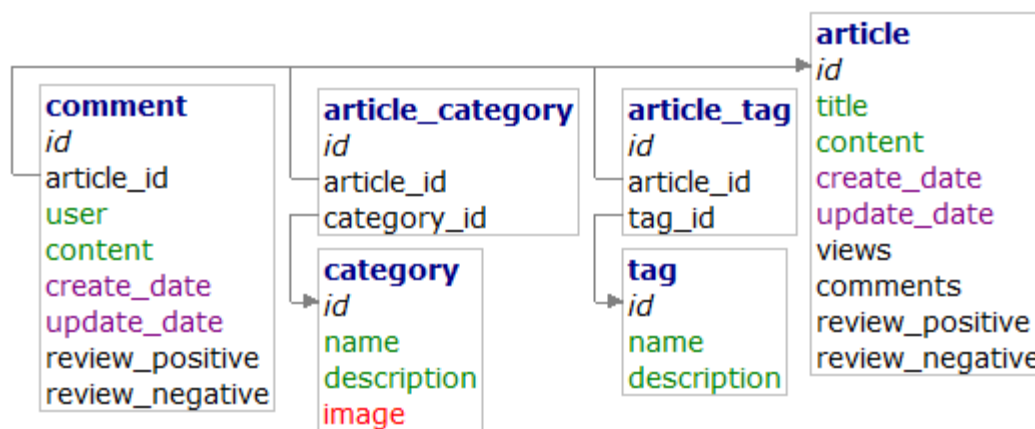 comment
id
article_id
user
content
create_date
update_date
review_positive
review_negative
article_category
id
article_id
category_id
category
id
name
description
image
article_tag
id
article_id
tag_id
tag
id
name
description
article
id
title
content
create_date
update_date
views
comments
review_positive
review_negative